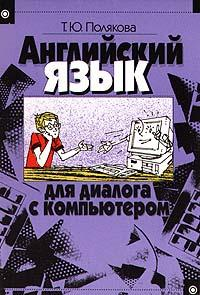 Т. Ю. Полякова
Английский
ЯЗЫК
для диалога
с компьютером